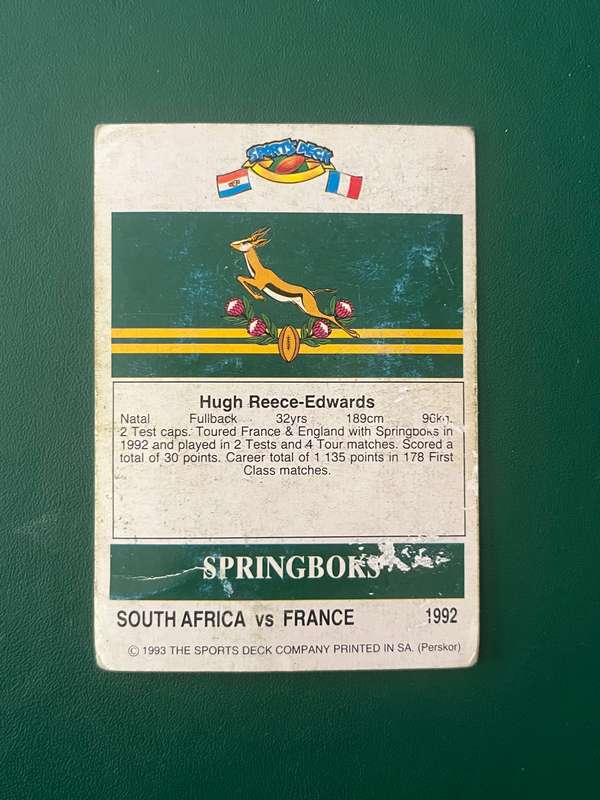 SPORTS DECK
Hugh Reece-Edwards
Natal Fullback 32yrs 189cm 96kg.
2 Test caps. Toured France & England with Springboks in
1992 and played in 2 Tests and 4 Tour matches. Scored a
total of 30 points. Career total of 1 135 points in 178 First
Class matches.
SPRINGBOKS
SOUTH AFRICA vs FRANCE 1992
© 1993 THE SPORTS DECK COMPANY PRINTED IN SA. (Perskor)